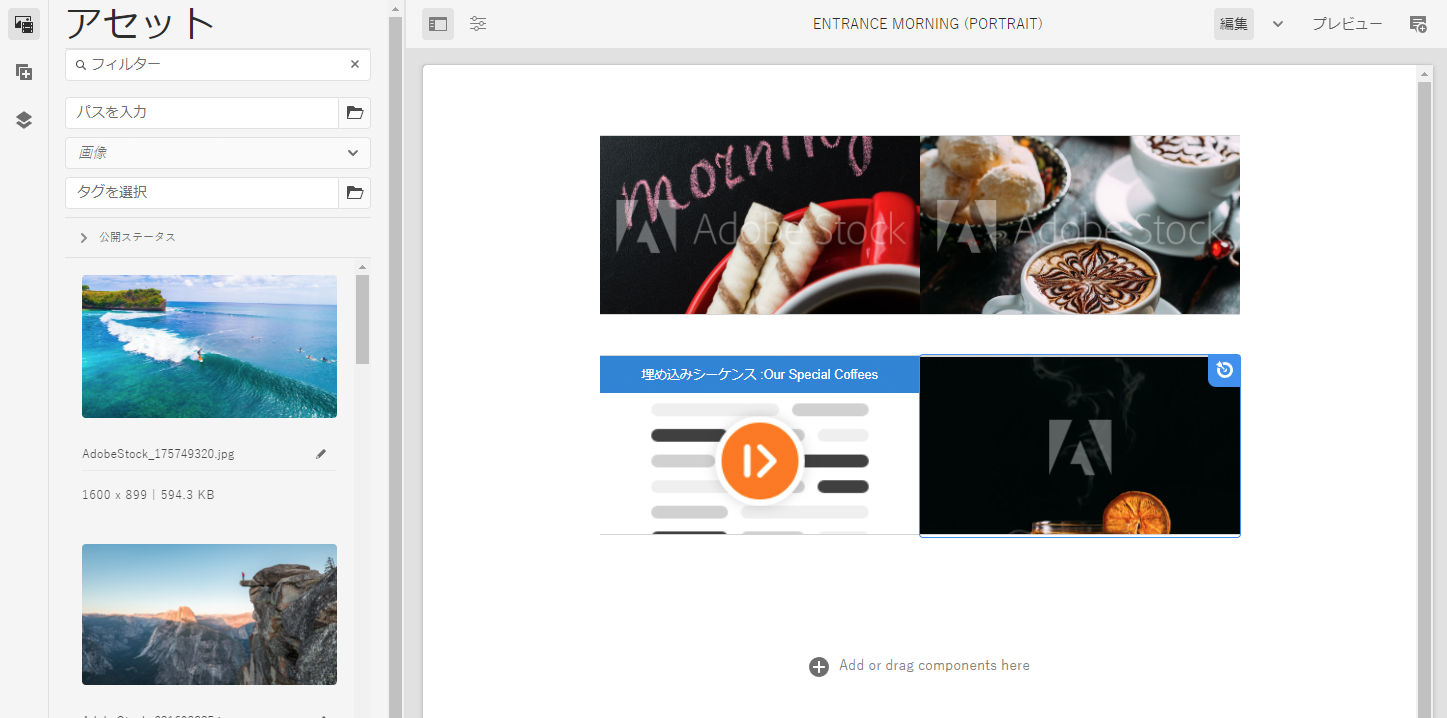 アセット
フィルター
パスを入力
画像
タグを選択
公開ステータス
AdobeStock_175749320.jpg
1600 x 899 | 594.3 KB
ENTRANCE MORNING (PORTRAIT)
編集
プレビュー
morning
Adobe Stock
Adobe Stock
埋め込みシーケンス :Our Special Coffees
Add or drag components here